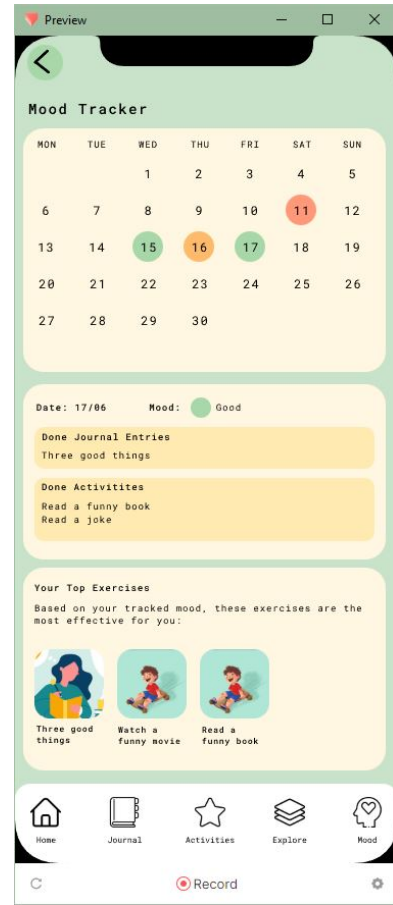 Preview
Mood Tracker
MON TUE WED THU FRI SAT SUN
1 2 3 4 5
6 7 8 9 10 11 12
13 14 15 16 17 18 19
20 21 22 23 24 25 26
27 28 29 30
Date: 17/06 Mood: Good
Done Journal Entries
Three good things
Done Activitites
Read a funny book
Read a joke
Your Top Exercises
Based on your tracked mood, these exercises are the
most effective for you:
Three good things
Watch a funny movie
Read a funny book
Home Journal Activities Explore Mood
Record